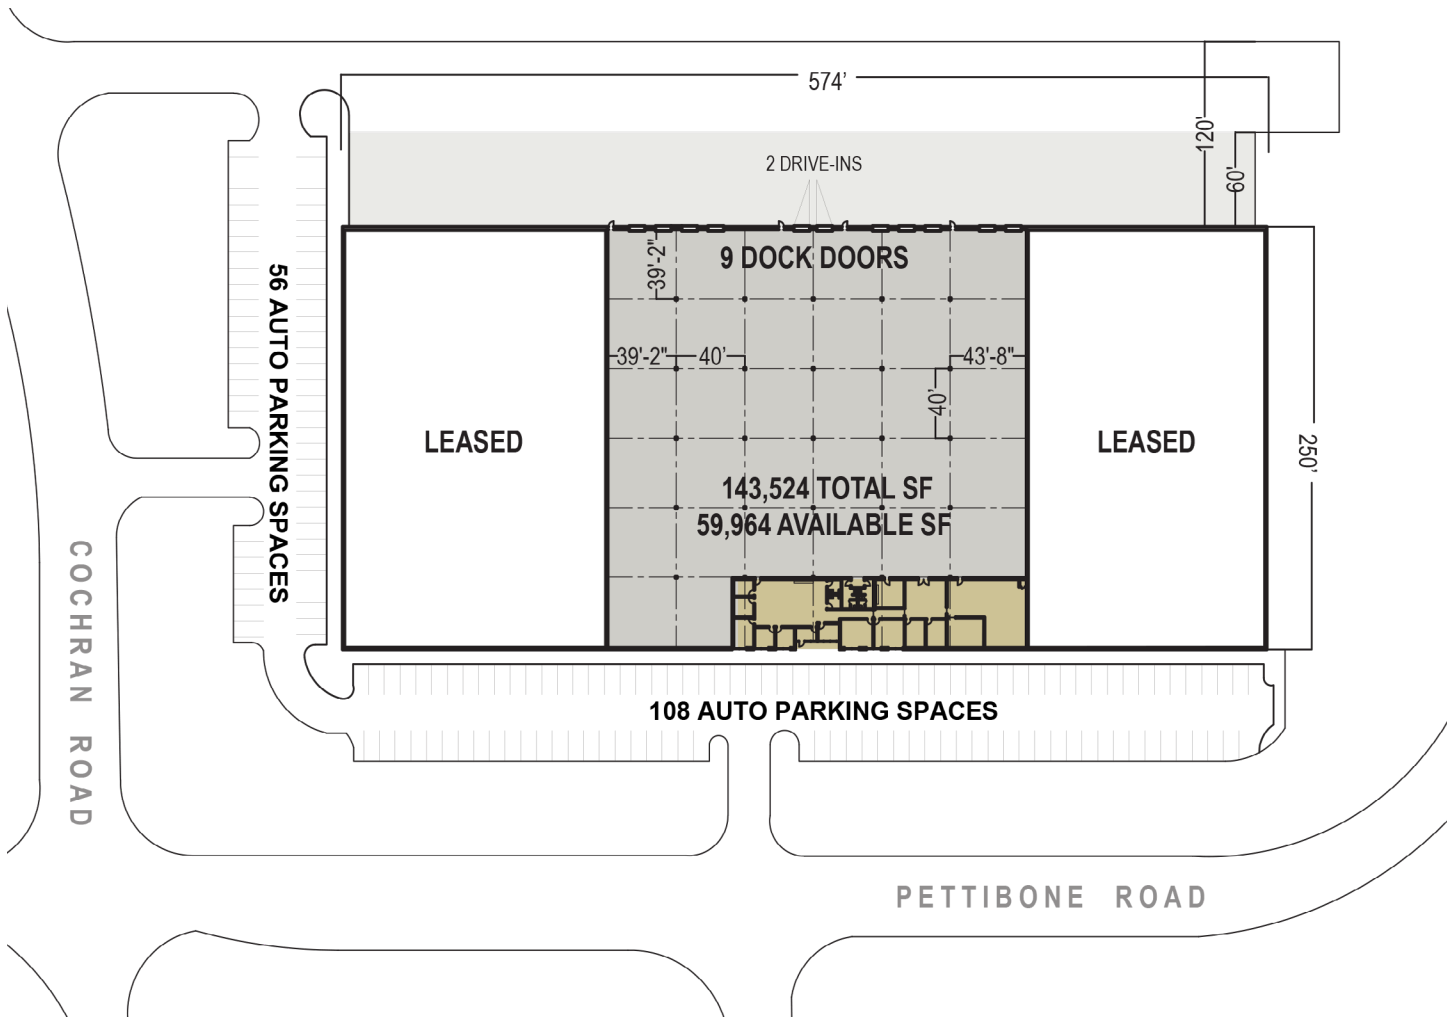 574'
120'
2 DRIVE-INS
60'
9 DOCK DOORS
39'-2"
39'-2"
40'
43'-8"
40'
56 AUTO PARKING SPACES
LEASED
LEASED
250'
143,524 TOTAL SF
59,964 AVAILABLE SF
COCHRAN ROAD
108 AUTO PARKING SPACES
PETTIBONE ROAD